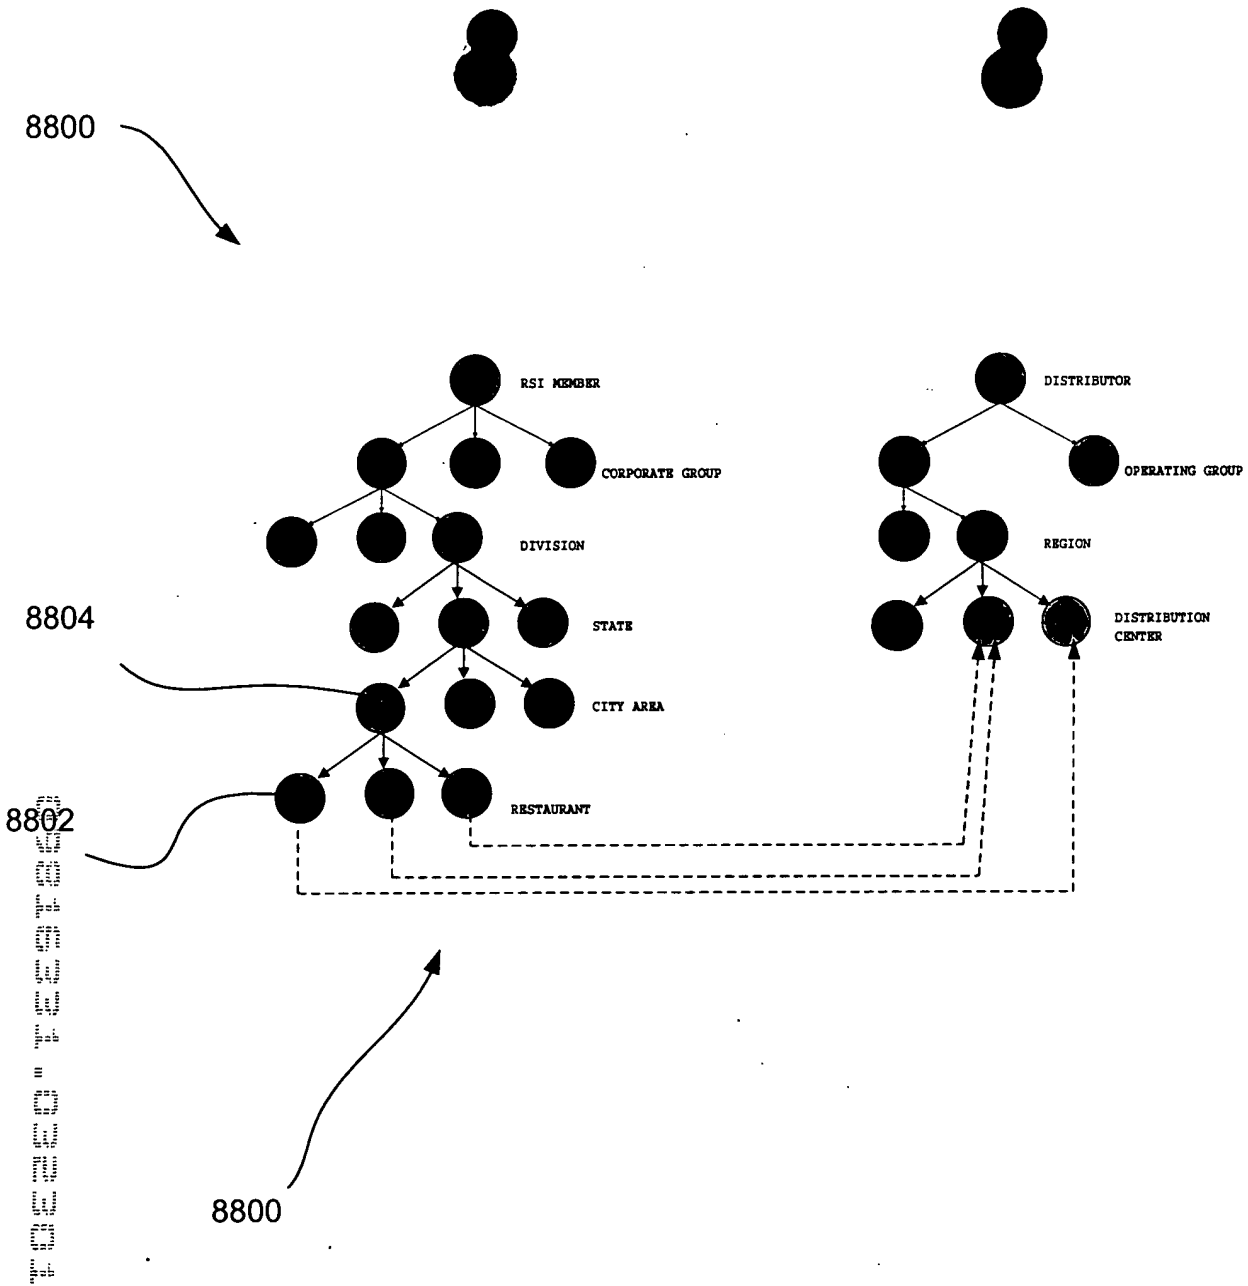 8800
RSI MEMBER
DISTRIBUTOR
CORPORATE GROUP
OPERATING GROUP
DIVISION
REGION
8804
STATE
DISTRIBUTION
CENTER
CITY AREA
8802
RESTAURANT
8800